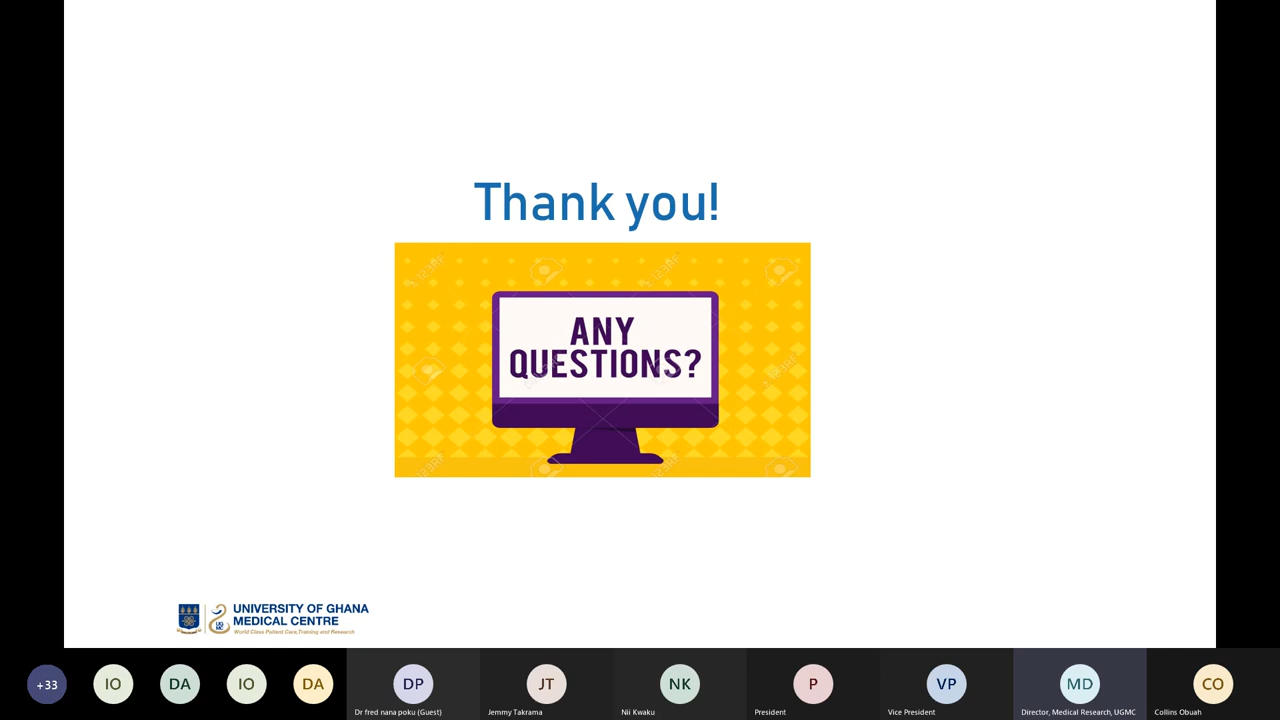 Thank you!
ANY
QUESTIONS?
UNIVERSITY OF GHANA
MEDICAL CENTRE
World Class Patient Care,Training and Research
+33
IO
DA
IO
DA
DP
JT
NK
P
VP
MD
CO
Dr fred nana poku (Guest)
Jemmy Takrama
Nii Kwaku
President
Vice President
Director, Medical Research, UGMC
Collins Obuah